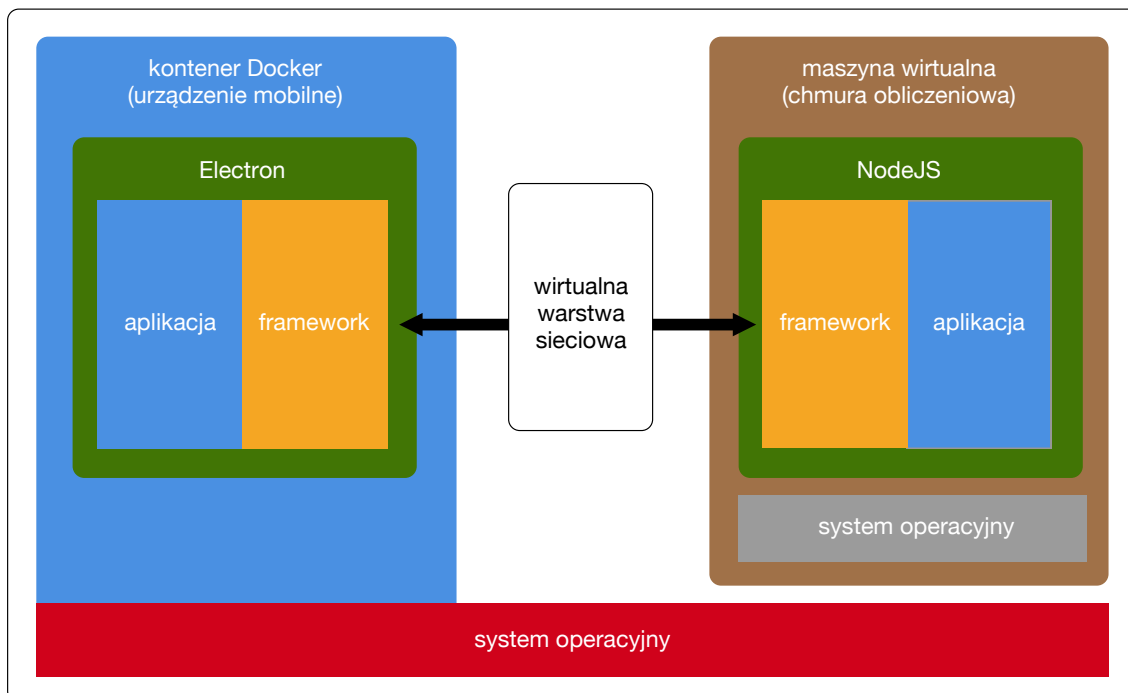 kontener Docker
(urządzenie mobilne)
Electron
aplikacja
framework
wirtualna
warstwa
sieciowa
maszyna wirtualna
(chmura obliczeniowa)
NodeJS
framework
aplikacja
system operacyjny
system operacyjny